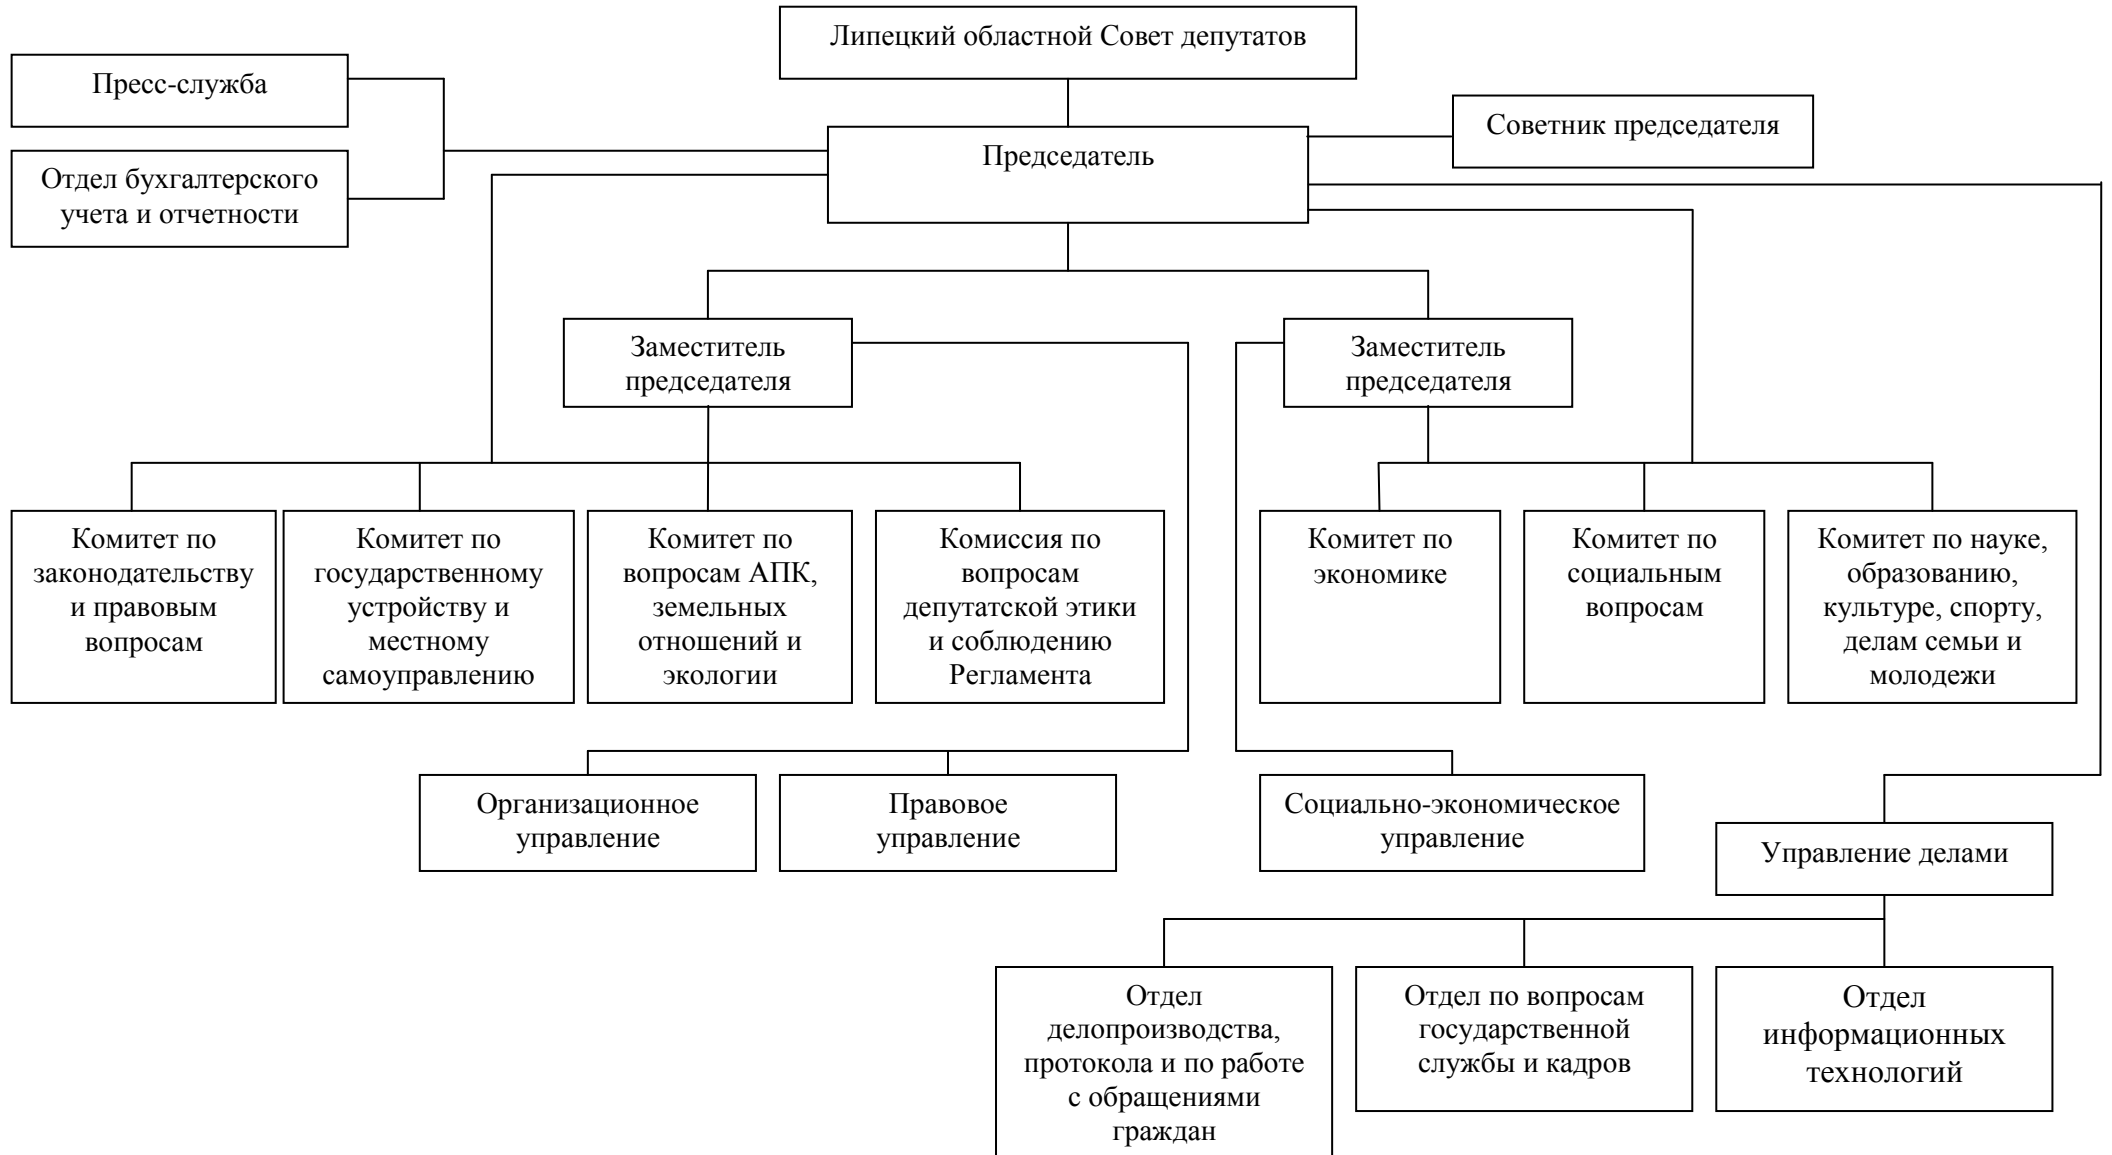 Липецкий областной Совет депутатов
Пресс-служба
Советник председателя
Председатель
Отдел бухгалтерского
учета и отчетности
Заместитель
председателя
Заместитель
председателя
Комитет по
законодательству
и правовым
вопросам
Комитет по
государственному
устройству и
местному
самоуправлению
Комитет по
вопросам АПК,
земельных
отношений и
экологии
Комиссия по
вопросам
депутатской этики
и соблюдению
Регламента
Комитет по
экономике
Комитет по
социальным
вопросам
Комитет по науке,
образованию,
культуре, спорту,
делам семьи и
молодежи
Организационное
управление
Правовое
управление
Социально-экономическое
управление
Управление делами
Отдел
делопроизводства,
протокола и по работе
с обращениями
граждан
Отдел по вопросам
государственной
службы и кадров
Отдел
информационных
технологий